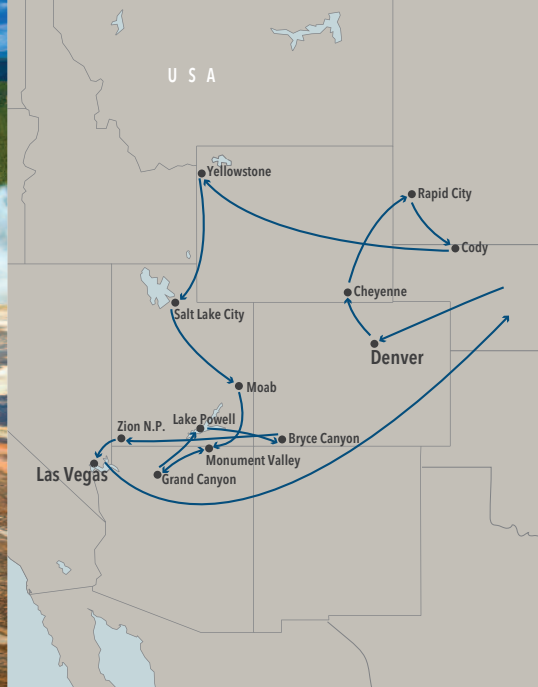 USA
Yellowstone
Rapid City
Cody
Cheyenne
Salt Lake City
Denver
Moab
Lake Powell
Zion N.P.
Bryce Canyon
Monument Valley
Las Vegas
Grand Canyon